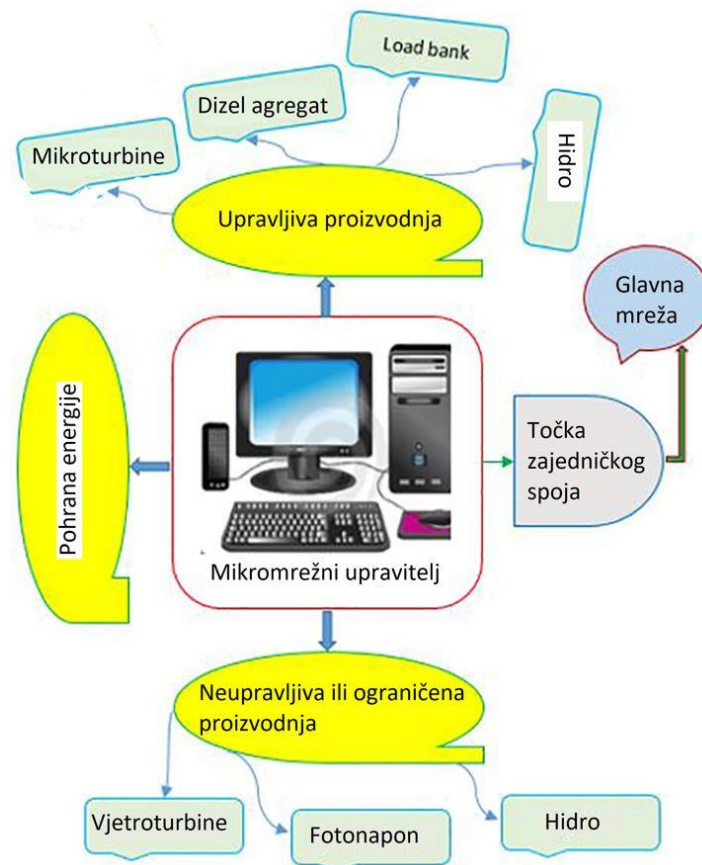 Load bank
Dizel agregat
Mikroturbine
Hidro
Upravljiva proizvodnja
Glavna
mreža
Pohrana energije
Točka
zajedničkog
spoja
Mikromrežni upravitelj
Neupravljiva ili ograničena
proizvodnja
Vjetroturbine
Fotonapon
Hidro